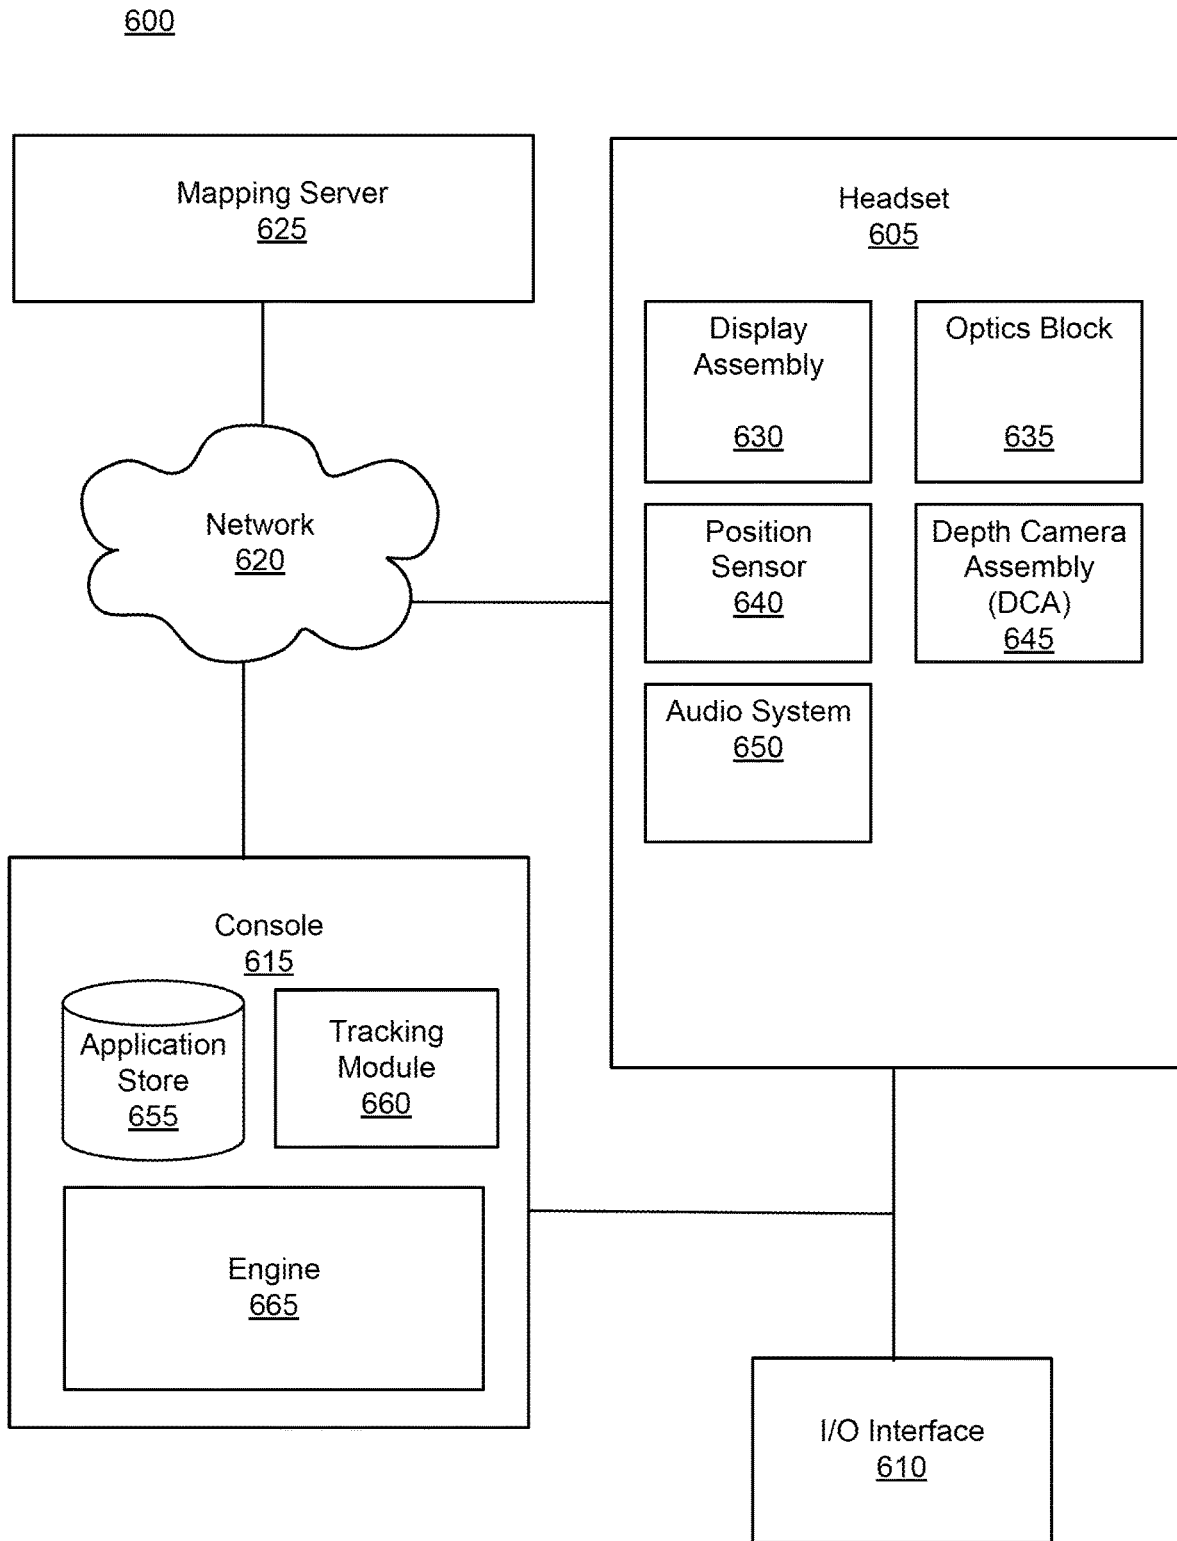 600
Mapping Server
625
Headset
605
Display
Assembly
630
Optics Block
635
Network
620
Position
Sensor
640
Depth Camera
Assembly
(DCA)
645
Audio System
650
Console
615
Application
Store
655
Tracking
Module
660
Engine
665
I/O Interface
610